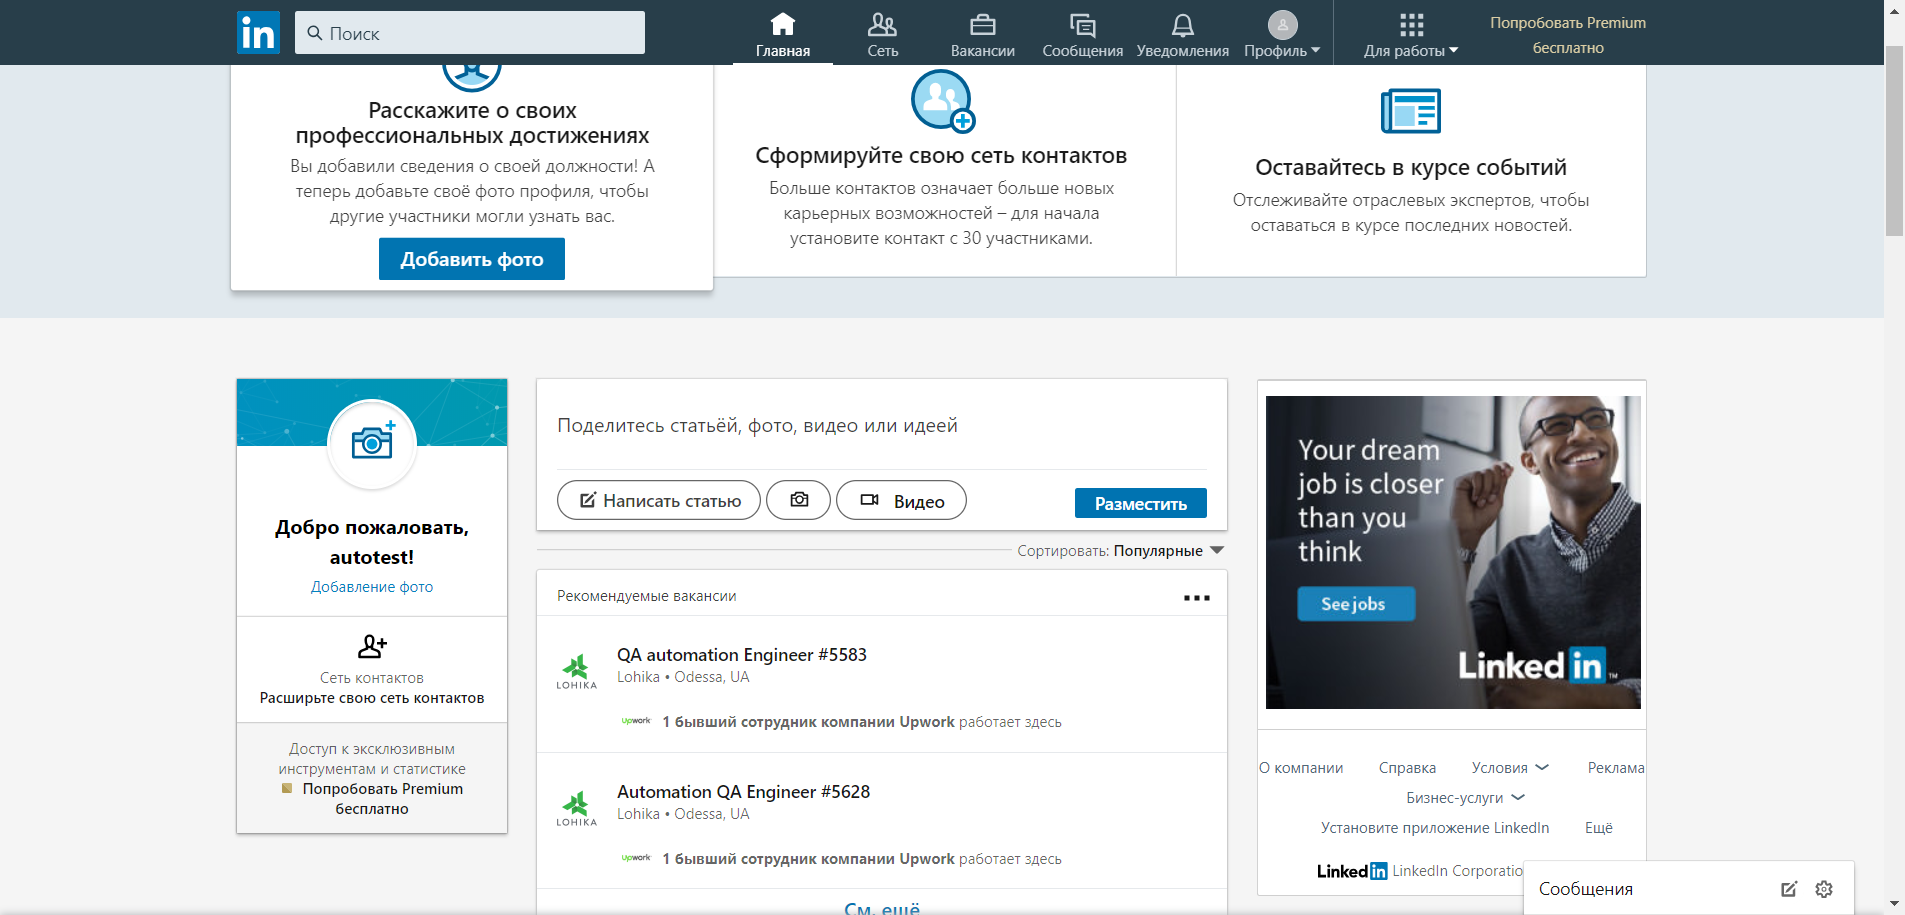 in
Поиск
Главная
Сеть
Вакансии
Сообщения
Уведомления
Профиль
Для работы
Попробовать Premium
бесплатно
Расскажите о своих
профессиональных достижениях
Вы добавили сведения о своей должности! А
теперь добавьте своё фото профиля, чтобы
другие участники могли узнать вас.
Добавить фото
Сформируйте свою сеть контактов
Больше контактов означает больше новых
карьерных возможностей – для начала
установите контакт с 30 участниками.
Оставайтесь в курсе событий
Отслеживайте отраслевых экспертов, чтобы
оставаться в курсе последних новостей.
Добро пожаловать,
autotest!
Добавление фото
Сеть контактов
Расширьте свою сеть контактов
Доступ к эксклюзивным
инструментам и статистике
Попробовать Premium
бесплатно
Поделитесь статьёй, фото, видео или идеей
Написать статью
Видео
Разместить
Сортировать: Популярные
Рекомендуемые вакансии
QA automation Engineer #5583
Lohika • Odessa, UA
LOHIKA
Upwork 1 бывший сотрудник компании Upwork работает здесь
Automation QA Engineer #5628
Lohika • Odessa, UA
LOHIKA
Upwork 1 бывший сотрудник компании Upwork работает здесь
См. ещё
Your dream
job is closer
than you
think
See jobs
Linked in ™
О компании Справка Условия Реклама
Бизнес-услуги
Установите приложение LinkedIn Ещё
Linked in LinkedIn Corporatio
Сообщения